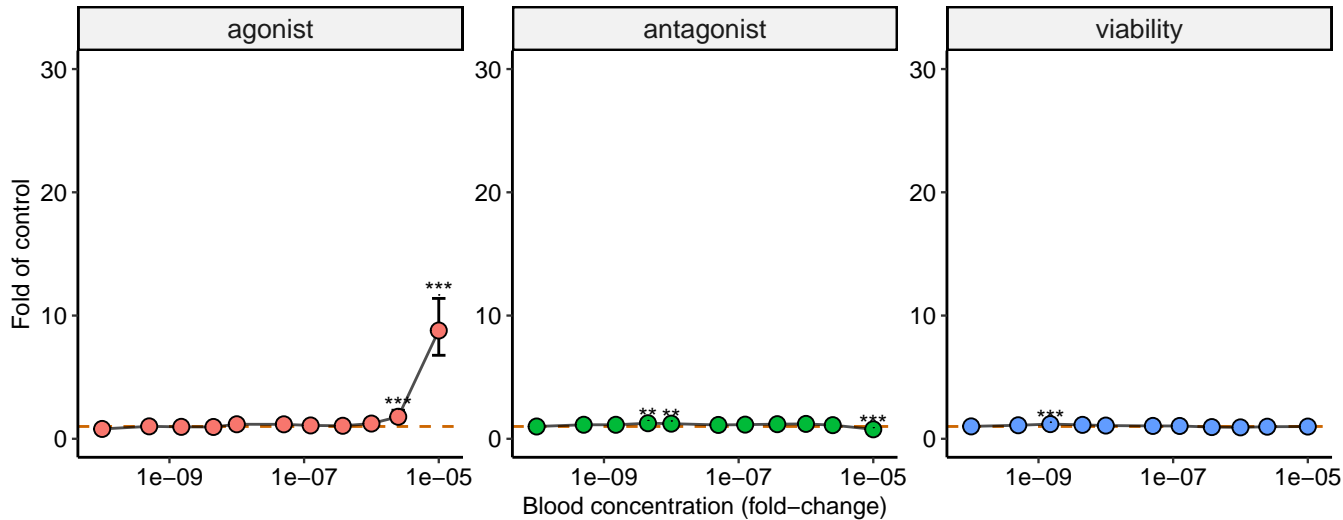 agonist
antagonist
viability
Fold of control
30
20
10
0
***
***
30
20
10
0
**
**
***
30
20
10
0
***
1e−09
1e−07
1e−05
1e−09
1e−07
1e−05
1e−09
1e−07
1e−05
Blood concentration (fold−change)